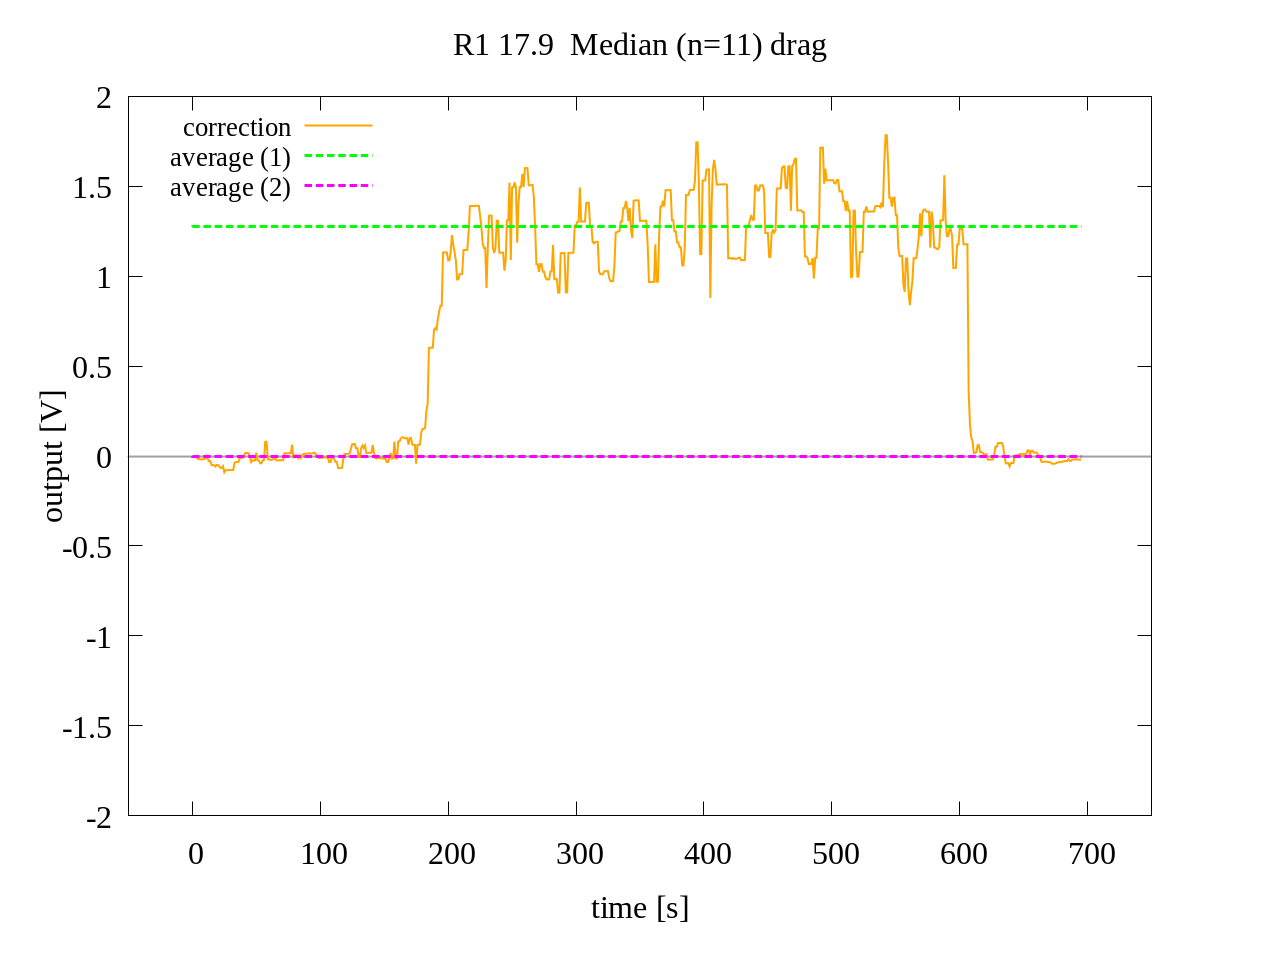 R1 17.9  Median (n=11) drag
correction
average (1)
average (2)
2
1.5
1
0.5
0
-0.5
-1
-1.5
-2
output [V]
0 100 200 300 400 500 600 700
time [s]